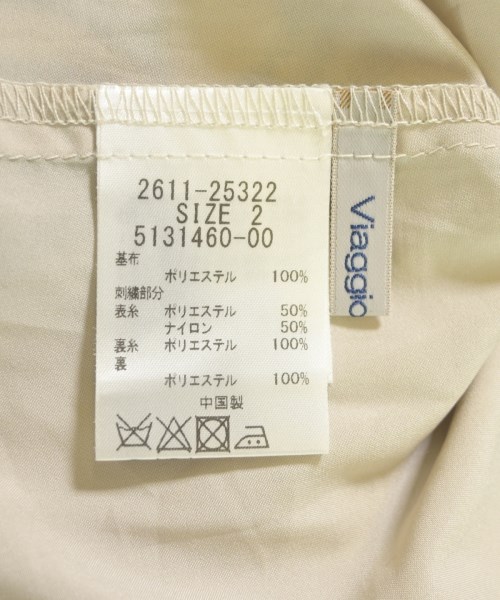 2611-25322
SIZE 2
5131460-00
基布
ポリエステル 100%
刺繍部分
表糸 ポリエステル 50%
ナイロン 50%
裏糸 ポリエステル 100%
裏
ポリエステル 100%
中国製
Viaggio